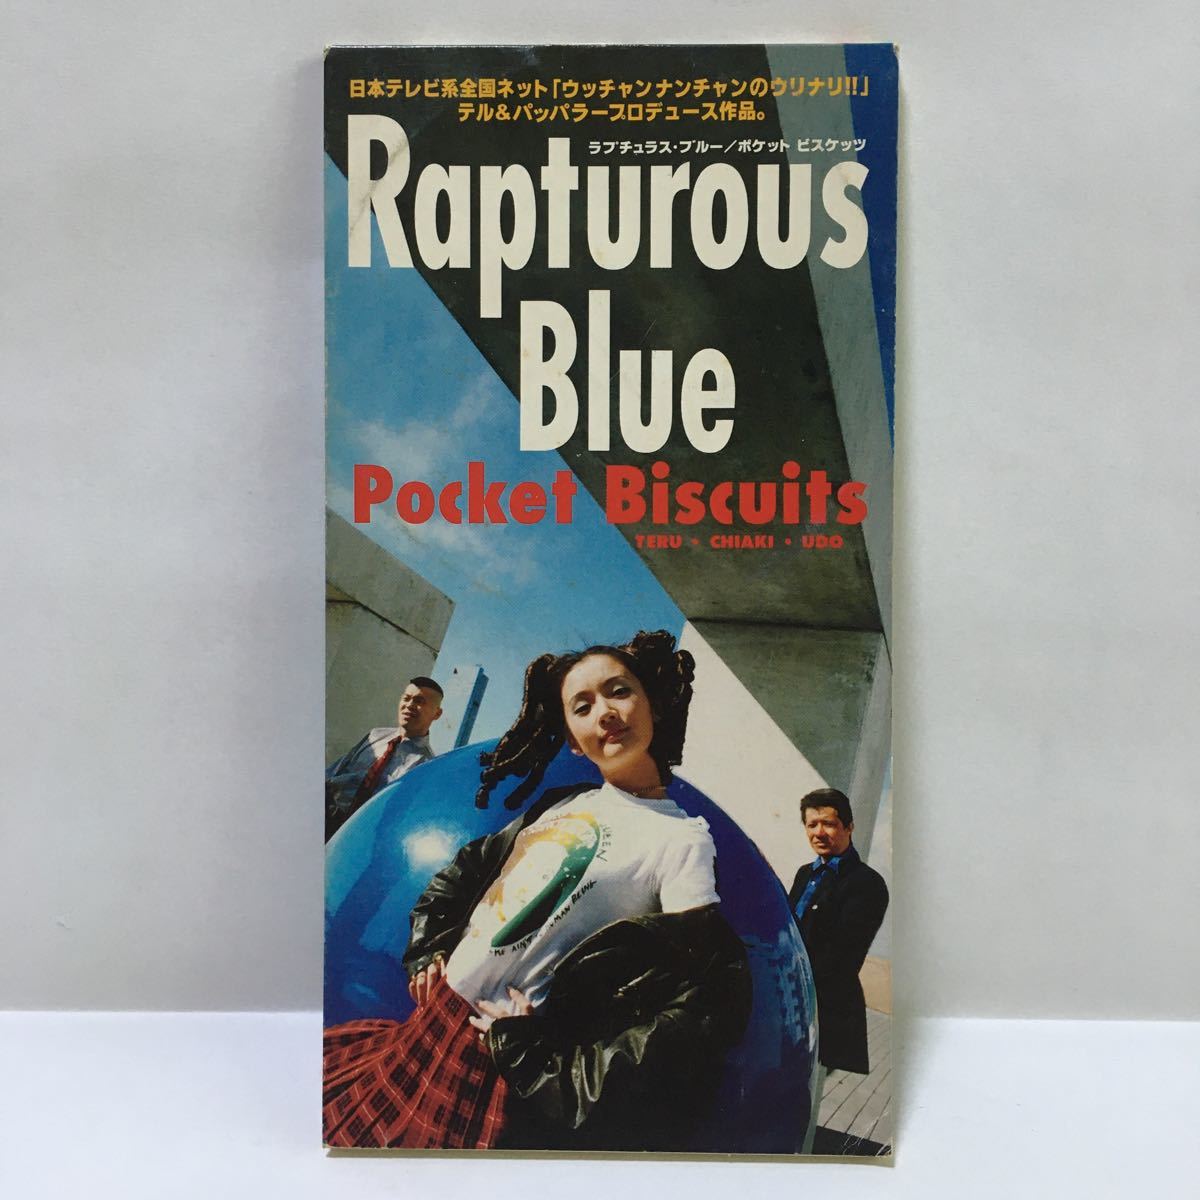 日本テレビ系全国ネット「ウッチャンナンチャンのウリナリ!!」
テル&パッパラープロデュース作品。
ラプチュラス・ブルー/ポケット ビスケッツ
Rapturous
Blue
Pocket Biscuits
TERU・CHIAKI・UDO
MAN BEING
AIN'T